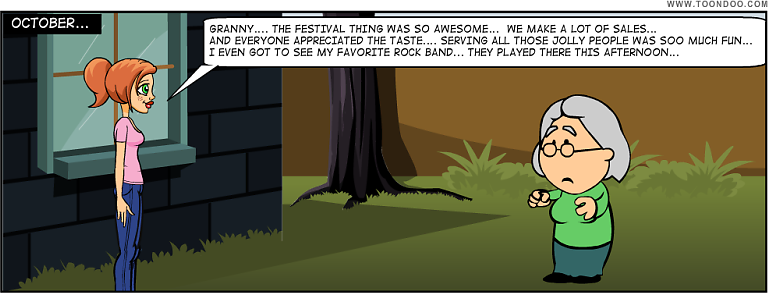 WWW.TOONDOO.COM
OCTOBER...
GRANNY.... THE FESTIVAL THING WAS SO AWESOME... WE MAKE A LOT OF SALES...
AND EVERYONE APPRECIATED THE TASTE.... SERVING ALL THOSE JOLLY PEOPLE WAS SOO MUCH FUN...
I EVEN GOT TO SEE MY FAVORITE ROCK BAND... THEY PLAYED THERE THIS AFTERNOON...